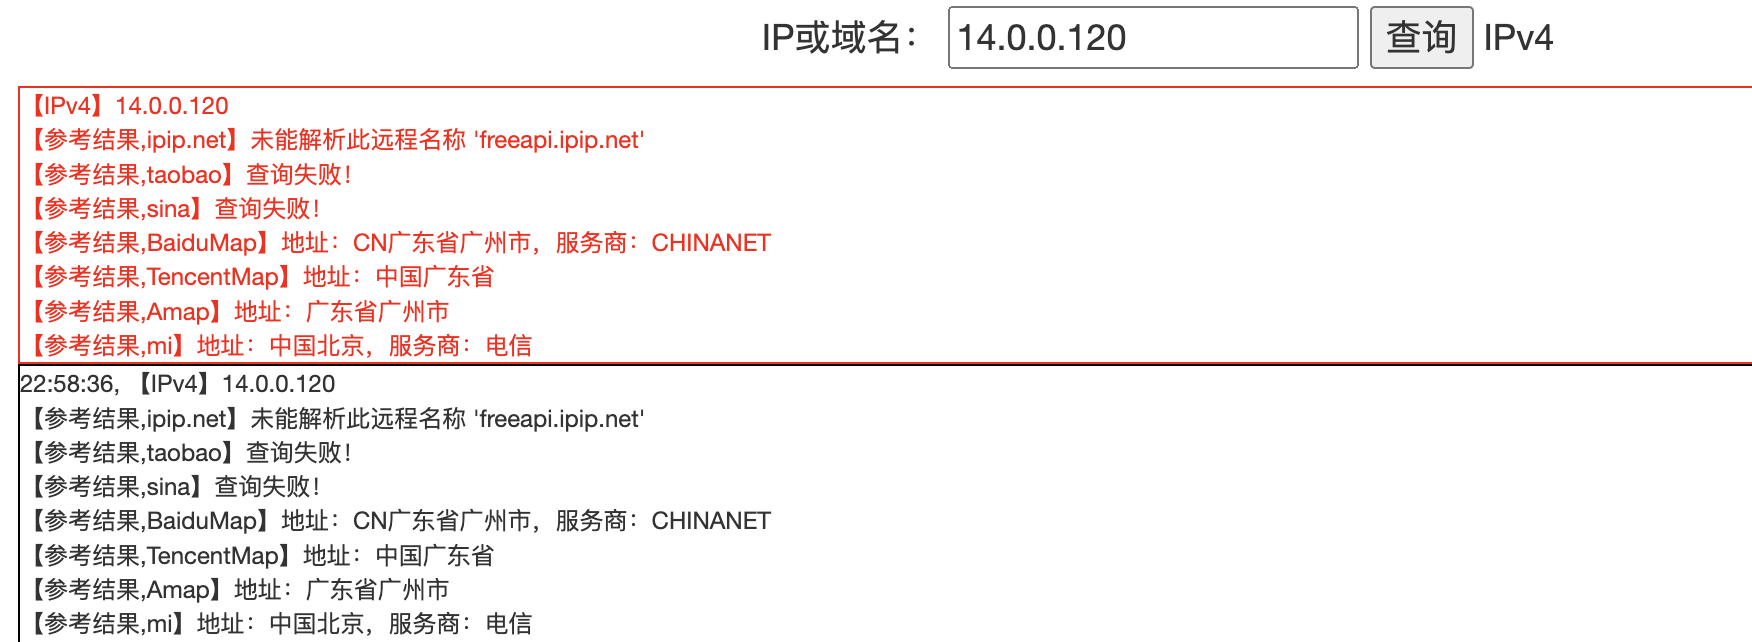 IP或域名： 14.0.0.120 查询 IPv4
【IPv4】14.0.0.120
【参考结果,ipip.net】未能解析此远程名称 'freeapi.ipip.net'
【参考结果,taobao】查询失败！
【参考结果,sina】查询失败！
【参考结果,BaiduMap】地址：CN广东省广州市，服务商：CHINANET
【参考结果,TencentMap】地址：中国广东省
【参考结果,Amap】地址：广东省广州市
【参考结果,mi】地址：中国北京，服务商：电信
22:58:36, 【IPv4】14.0.0.120
【参考结果,ipip.net】未能解析此远程名称 'freeapi.ipip.net'
【参考结果,taobao】查询失败！
【参考结果,sina】查询失败！
【参考结果,BaiduMap】地址：CN广东省广州市，服务商：CHINANET
【参考结果,TencentMap】地址：中国广东省
【参考结果,Amap】地址：广东省广州市
【参考结果,mi】地址：中国北京，服务商：电信